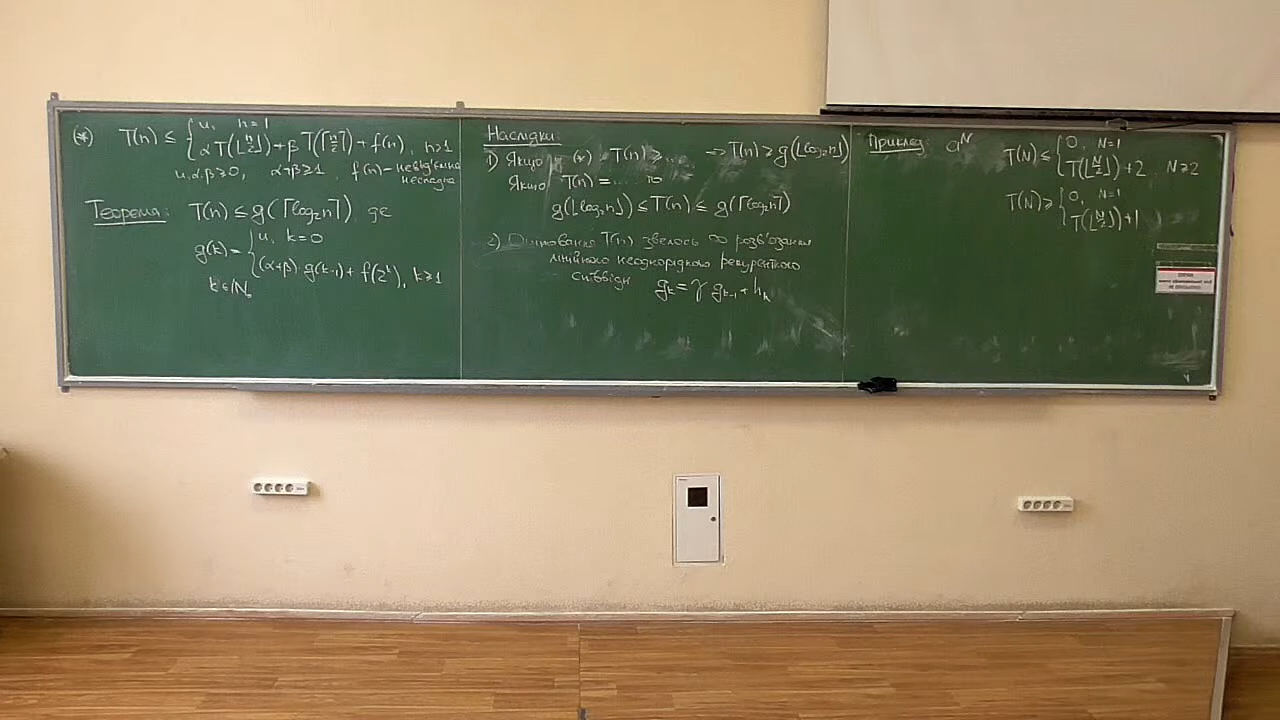 (*) T(n) ≤ { u, n=1
αT(⌊n/2⌋) + βT(⌈n/2⌉) + f(n), n>1
u,α,β≥0, α+β≥1, f(n) - невід'ємна
неспадна
Теорема: T(n) ≤ g(⌈log₂n⌉), де
g(k) = { u, k=0
(α+β) g(k-1) + f(2ᵏ), k≥1
k∈ℕ₀
Наслідки:
1) Якщо у (*) T(n) ≥ ... ⇒ T(n) ≥ g(⌊log₂n⌋)
Якщо T(n) = ... то
g(⌊log₂n⌋) ≤ T(n) ≤ g(⌈log₂n⌉)
2) Оцінювання T(n) звелось до розв'язання
лінійного неоднорідного рекурентного
співвідн gₖ = γ gₖ₋₁ + hₖ
Приклад: aᴺ
T(N) ≤ { 0, N=1
T(⌊N/2⌋) + 2, N≥2
T(N) ≥ { 0, N=1
T(⌊N/2⌋) + 1